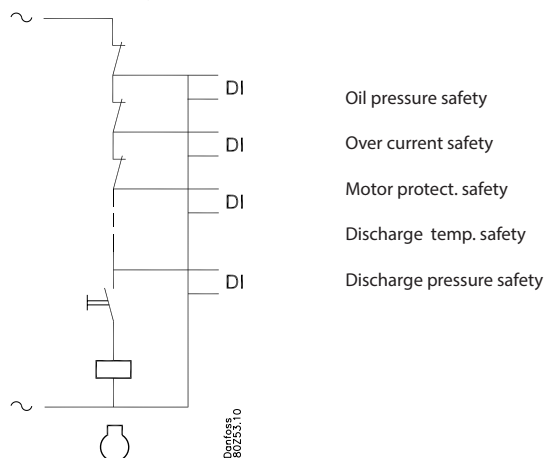 DI
Oil pressure safety
DI
Over current safety
DI
Motor protect. safety
Discharge temp. safety
DI
Discharge pressure safety
Danfoss
80Z53.10